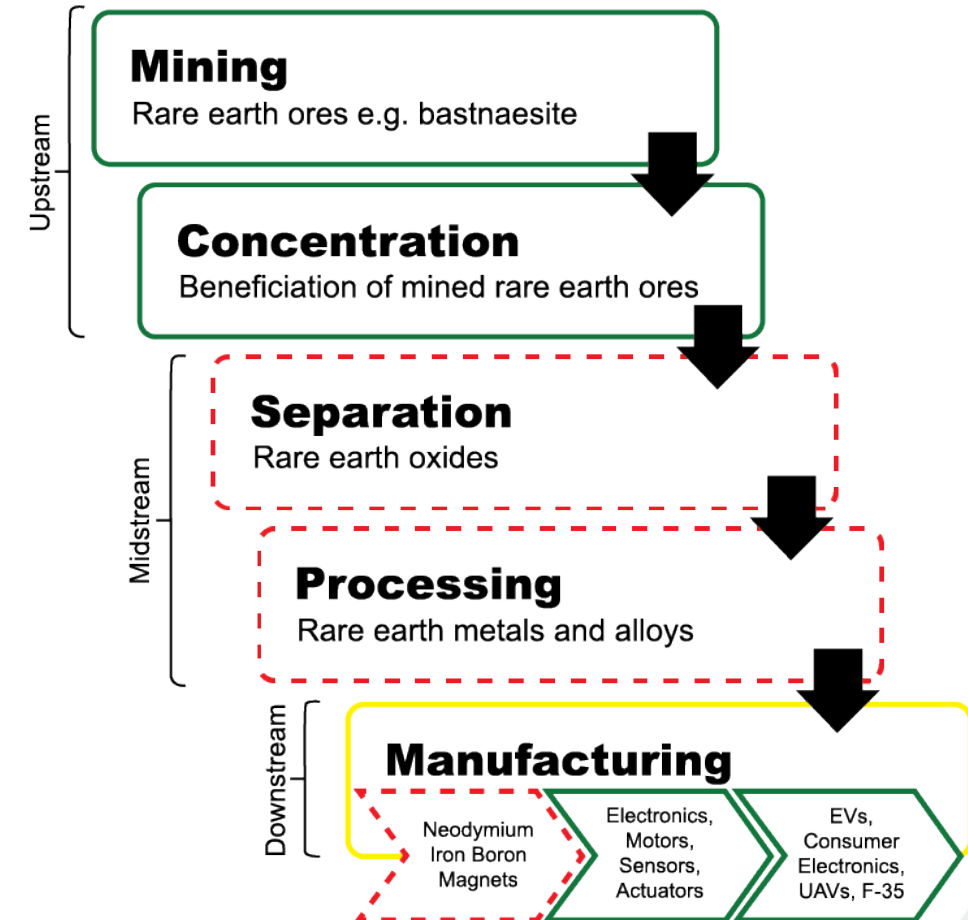 Upstream
Mining
Rare earth ores e.g. bastnaesite
Concentration
Beneficiation of mined rare earth ores
Midstream
Separation
Rare earth oxides
Processing
Rare earth metals and alloys
Downstream
Manufacturing
Neodymium
Iron Boron
Magnets
Electronics,
Motors,
Sensors,
Actuators
EVs,
Consumer
Electronics,
UAVs, F-35